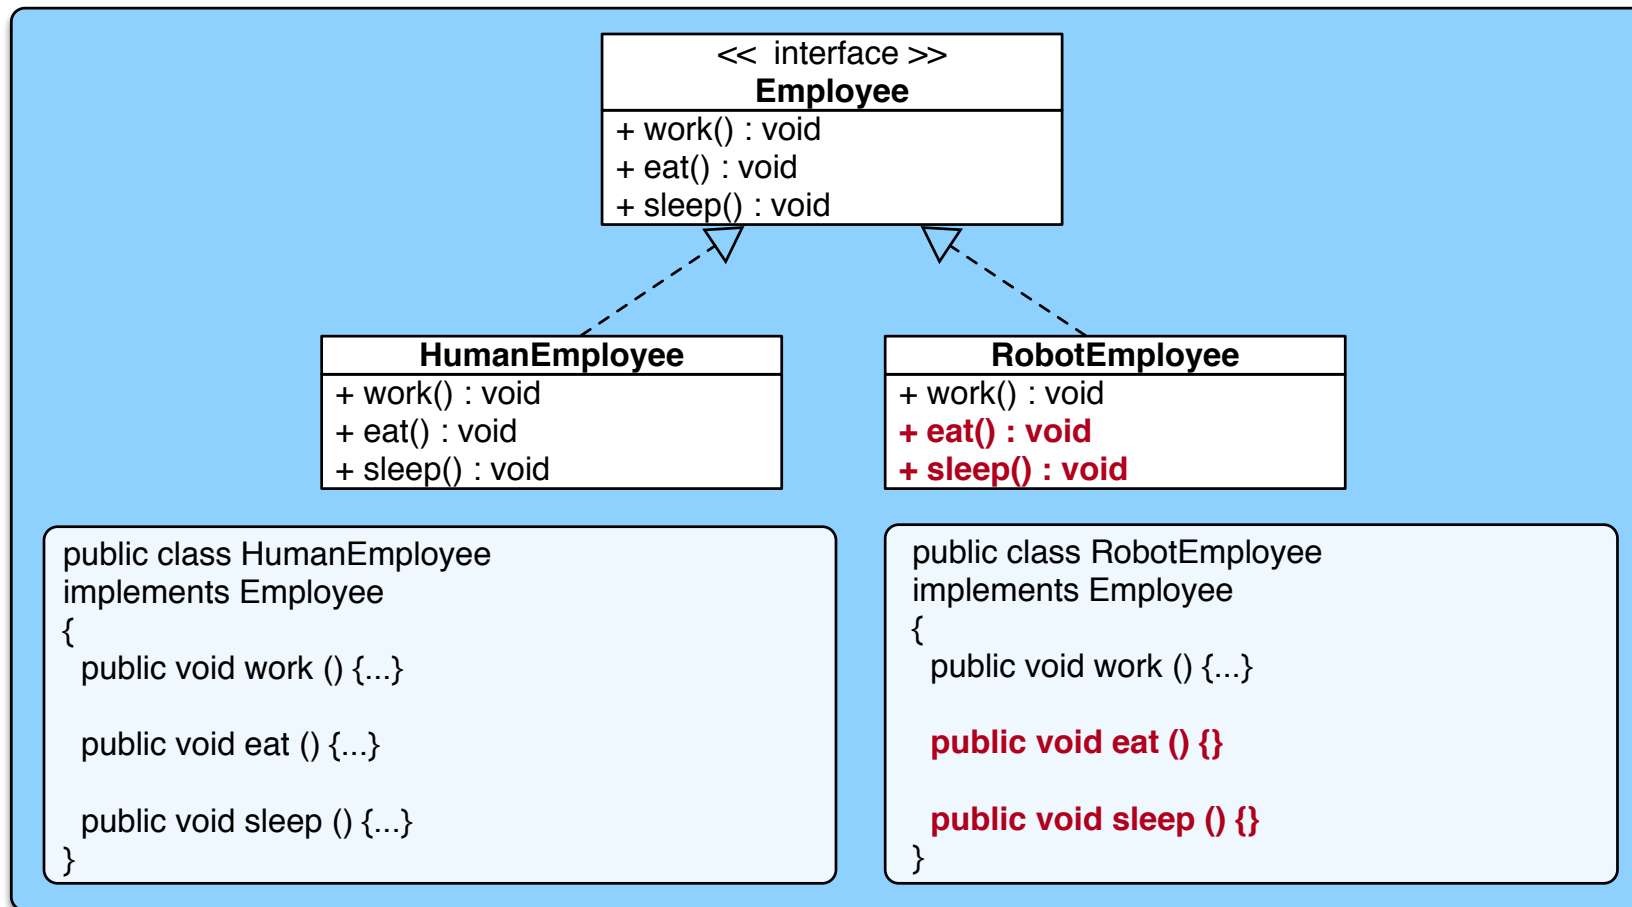 << interface >>
Employee
+ work() : void
+ eat() : void
+ sleep() : void
HumanEmployee
+ work() : void
+ eat() : void
+ sleep() : void
RobotEmployee
+ work() : void
+ eat() : void
+ sleep() : void
public class HumanEmployee
implements Employee
{
public void work () {...}
public void eat () {...}
public void sleep () {...}
}
public class RobotEmployee
implements Employee
{
public void work () {...}
public void eat () {}
public void sleep () {}
}